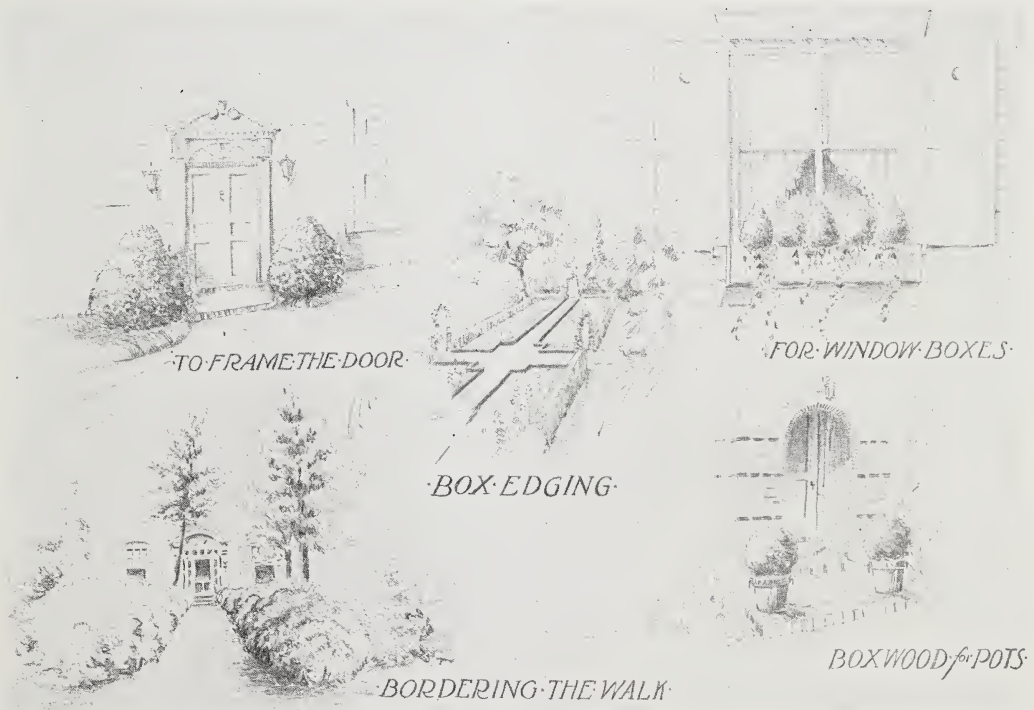 ·TO·FRAME·THE·DOOR·
·FOR·WINDOW·BOXES·
·BOX·EDGING·
BOXWOOD·for·POTS·
·BORDERING·THE·WALK·